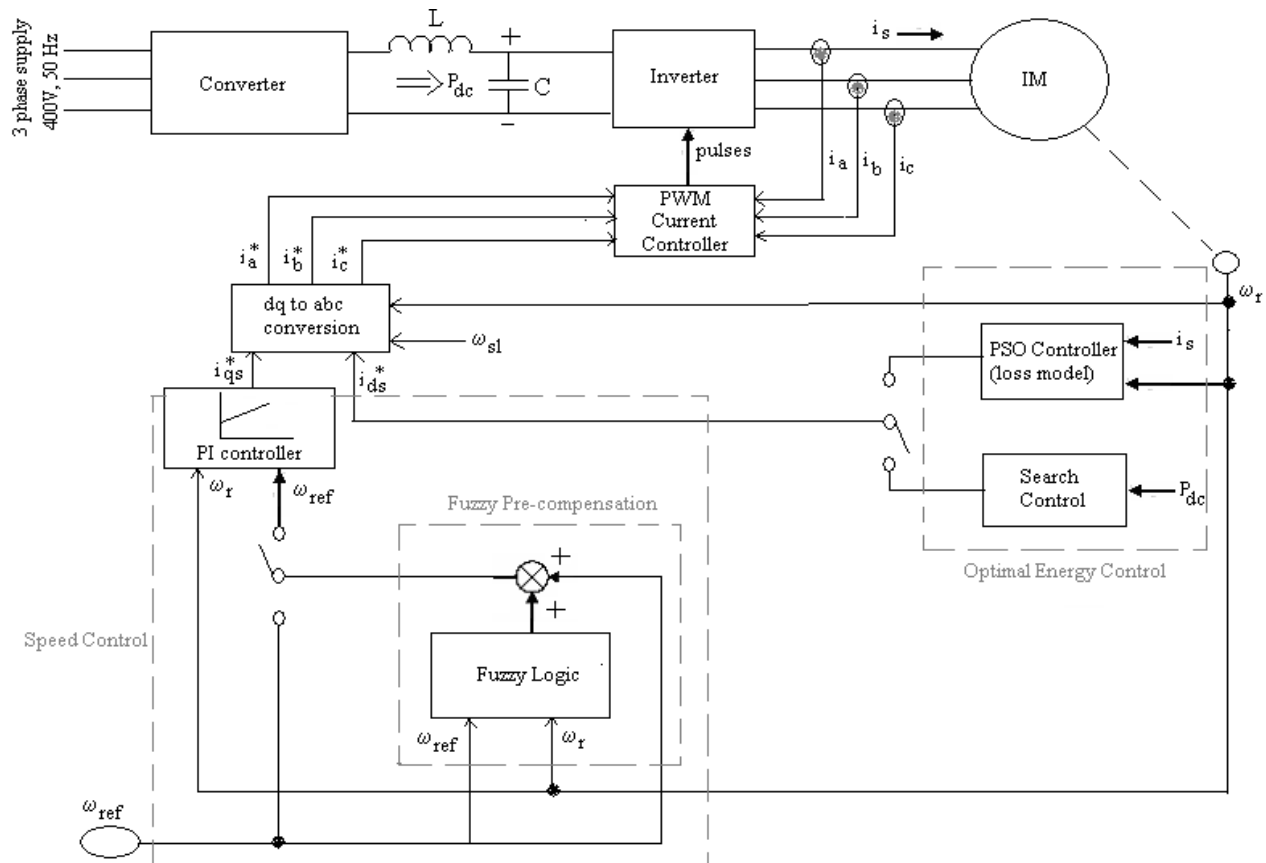 3 phase supply
400V, 50 Hz
Converter
L
+
P_dc
C
-
Inverter
i_s
IM
pulses
i_a
i_b
i_c
PWM
Current
Controller
i_a^*
i_b^*
i_c^*
dq to abc
conversion
ω_r
ω_sl
i_qs^*
i_ds^*
PSO Controller
(loss model)
i_s
PI controller
ω_r
ω_ref
Search
Control
P_dc
Optimal Energy Control
Fuzzy Pre-compensation
+
+
Speed Control
Fuzzy Logic
ω_ref
ω_r
ω_ref